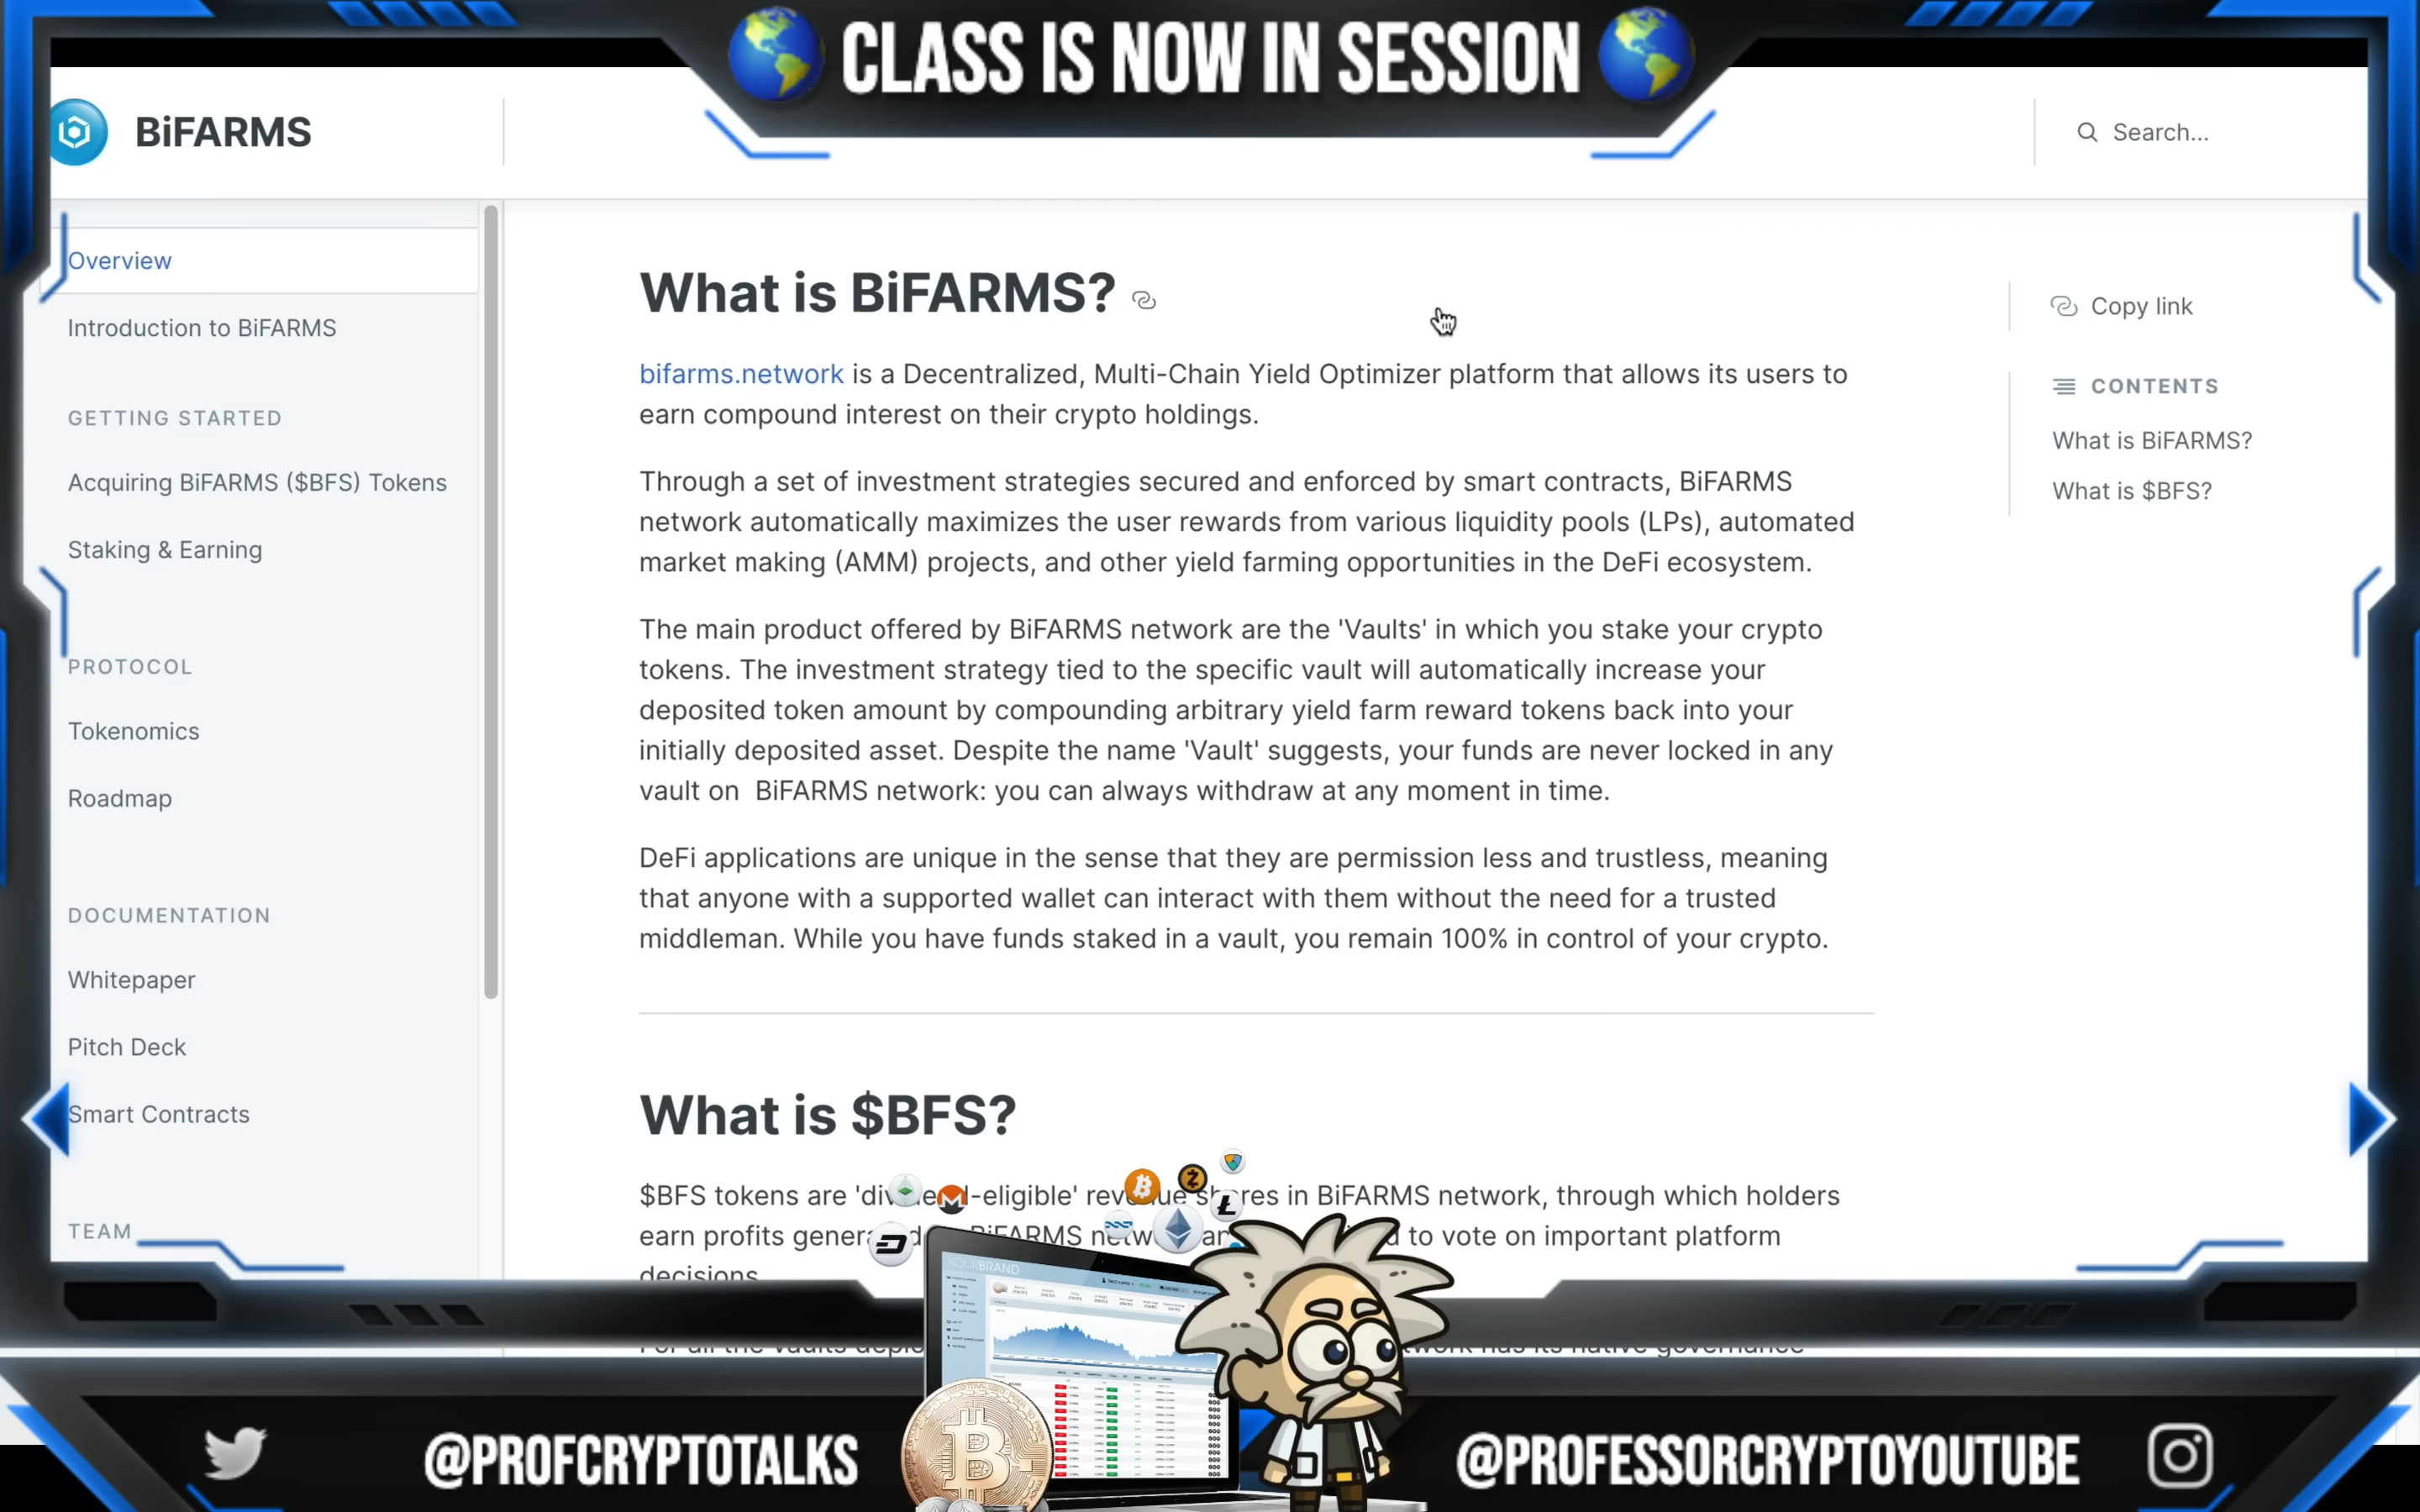 CLASS IS NOW IN SESSION
BiFARMS
Search...
Overview
Introduction to BiFARMS
GETTING STARTED
Acquiring BiFARMS ($BFS) Tokens
Staking & Earning
PROTOCOL
Tokenomics
Roadmap
DOCUMENTATION
Whitepaper
Pitch Deck
Smart Contracts
TEAM
What is BiFARMS?
bifarms.network is a Decentralized, Multi-Chain Yield Optimizer platform that allows its users to
earn compound interest on their crypto holdings.
Through a set of investment strategies secured and enforced by smart contracts, BiFARMS
network automatically maximizes the user rewards from various liquidity pools (LPs), automated
market making (AMM) projects, and other yield farming opportunities in the DeFi ecosystem.
The main product offered by BiFARMS network are the 'Vaults' in which you stake your crypto
tokens. The investment strategy tied to the specific vault will automatically increase your
deposited token amount by compounding arbitrary yield farm reward tokens back into your
initially deposited asset. Despite the name 'Vault' suggests, your funds are never locked in any
vault on BiFARMS network: you can always withdraw at any moment in time.
DeFi applications are unique in the sense that they are permission less and trustless, meaning
that anyone with a supported wallet can interact with them without the need for a trusted
middleman. While you have funds staked in a vault, you remain 100% in control of your crypto.
What is $BFS?
$BFS tokens are -eligible' shares in BiFARMS network, through which holders
earn profits BiFARMS to vote on important platform
decisions
Copy link
CONTENTS
What is BiFARMS?
What is $BFS?
YOURBRAND
@PROFCRYPTOTALKS
@PROFESSORCRYPTOYOUTUBE